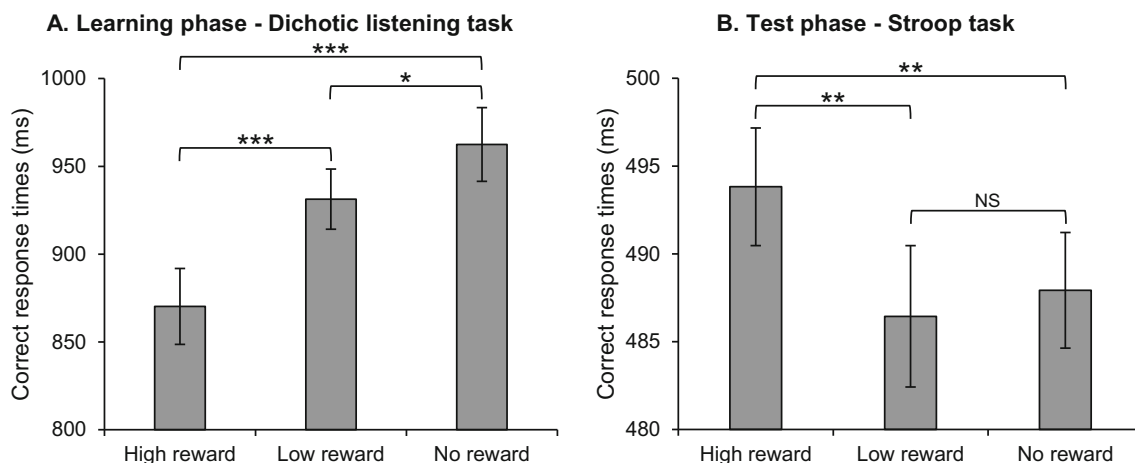 A. Learning phase - Dichotic listening task
Correct response times (ms)
1000
950
900
850
800
***
*
***
High reward
Low reward
No reward
B. Test phase - Stroop task
Correct response times (ms)
500
495
490
485
480
**
**
NS
High reward
Low reward
No reward